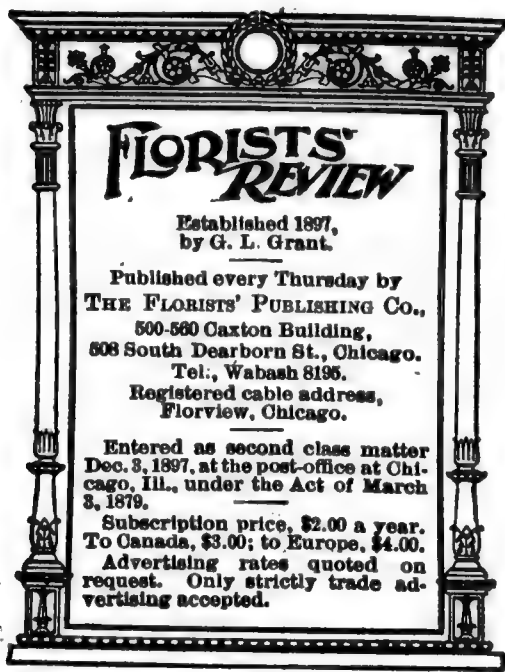 FLORISTS'
REVIEW
Established 1897,
by G. L. Grant.
Published every Thursday by
THE FLORISTS' PUBLISHING CO.,
500-560 Caxton Building,
508 South Dearborn St., Chicago.
Tel., Wabash 8195.
Registered cable address,
Florview, Chicago.
Entered as second class matter
Dec. 3, 1897, at the post-office at Chi-
cago, Ill., under the Act of March
3, 1879.
Subscription price, $2.00 a year.
To Canada, $3.00; to Europe, $4.00.
Advertising rates quoted on
request. Only strictly trade ad-
vertising accepted.